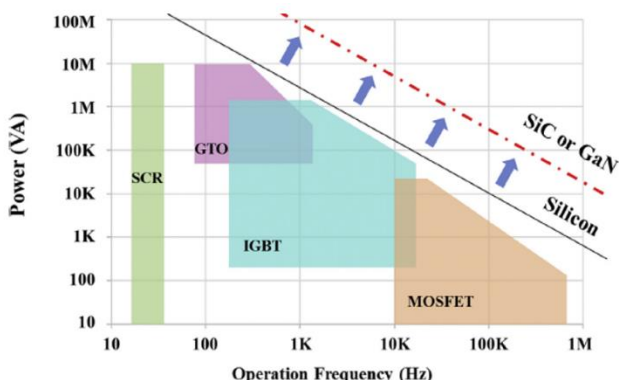 100M
10M
1M
100K
10K
1K
100
10
Power (VA)
SCR
GTO
IGBT
MOSFET
SiC or GaN
Silicon
10 100 1K 10K 100K 1M
Operation Frequency (Hz)